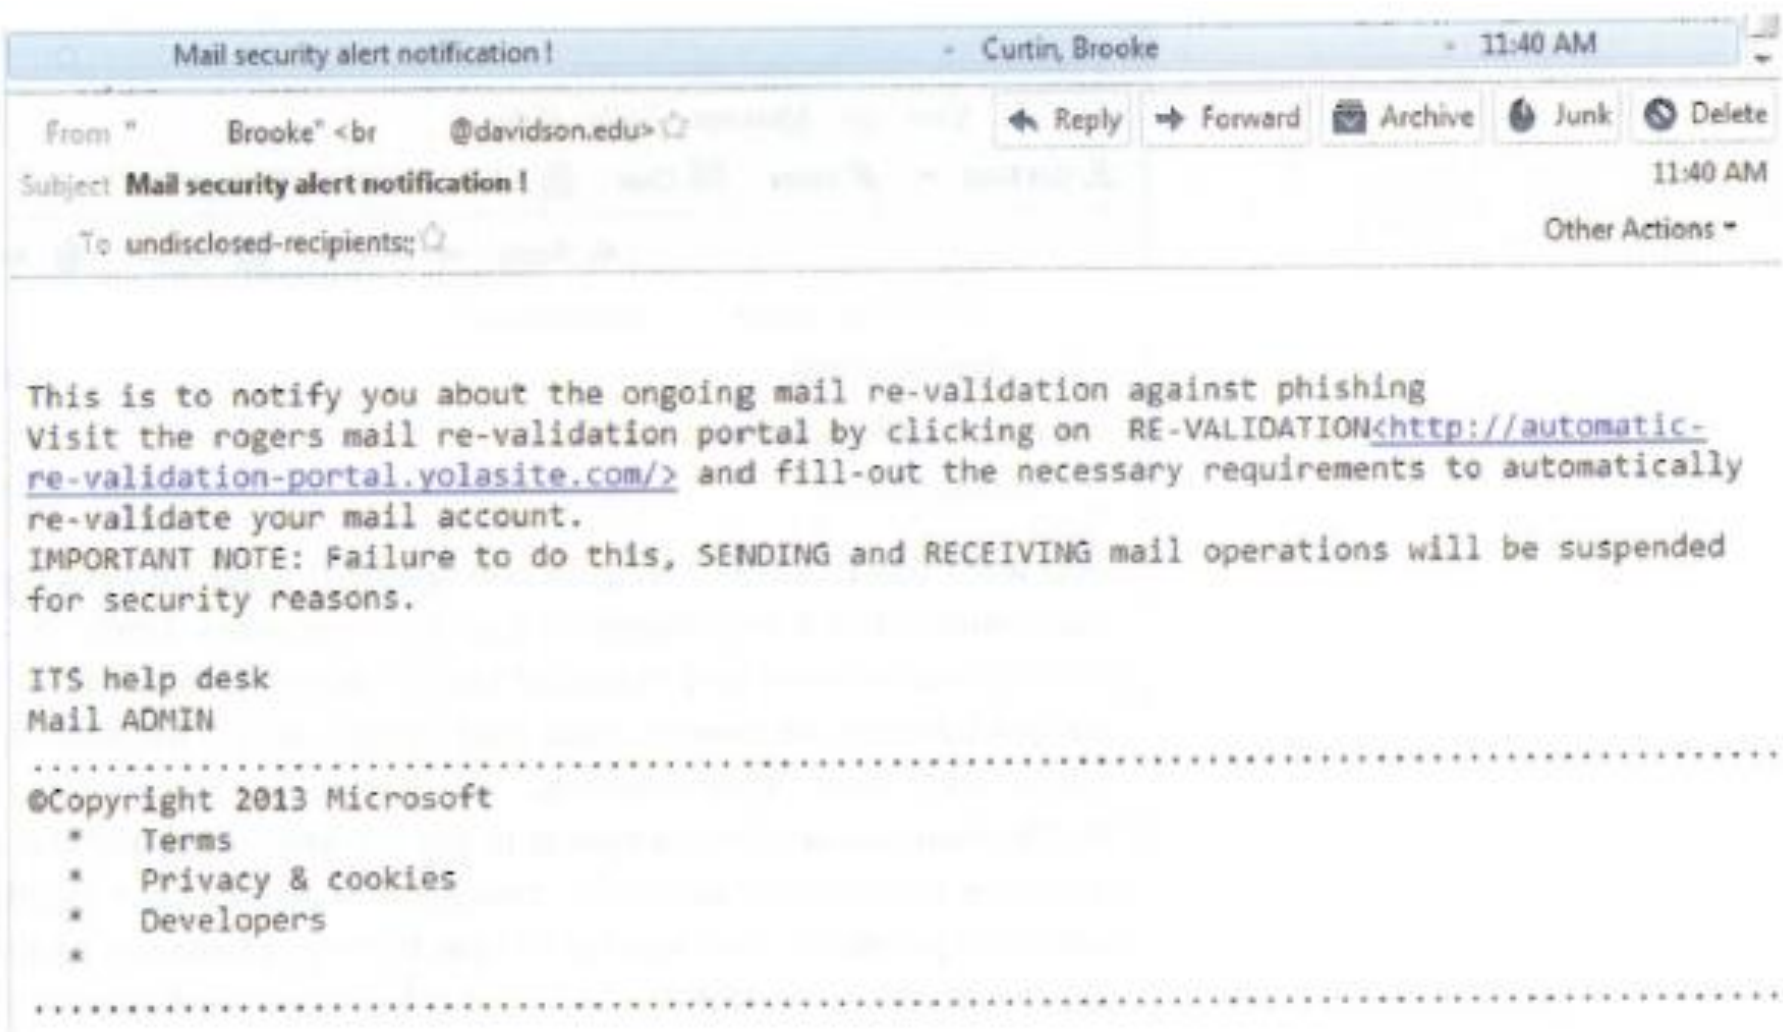 Mail security alert notification !   Curtin, Brooke   11:40 AM
From "   Brooke" <br   @davidson.edu>   Reply   Forward   Archive   Junk   Delete
Subject Mail security alert notification !   11:40 AM
To undisclosed-recipients:;   Other Actions
This is to notify you about the ongoing mail re-validation against phishing
Visit the rogers mail re-validation portal by clicking on  RE-VALIDATION<http://automatic-
re-validation-portal.yolasite.com/> and fill-out the necessary requirements to automatically
re-validate your mail account.
IMPORTANT NOTE: Failure to do this, SENDING and RECEIVING mail operations will be suspended
for security reasons.
ITS help desk
Mail ADMIN
©Copyright 2013 Microsoft
*   Terms
*   Privacy & cookies
*   Developers
*